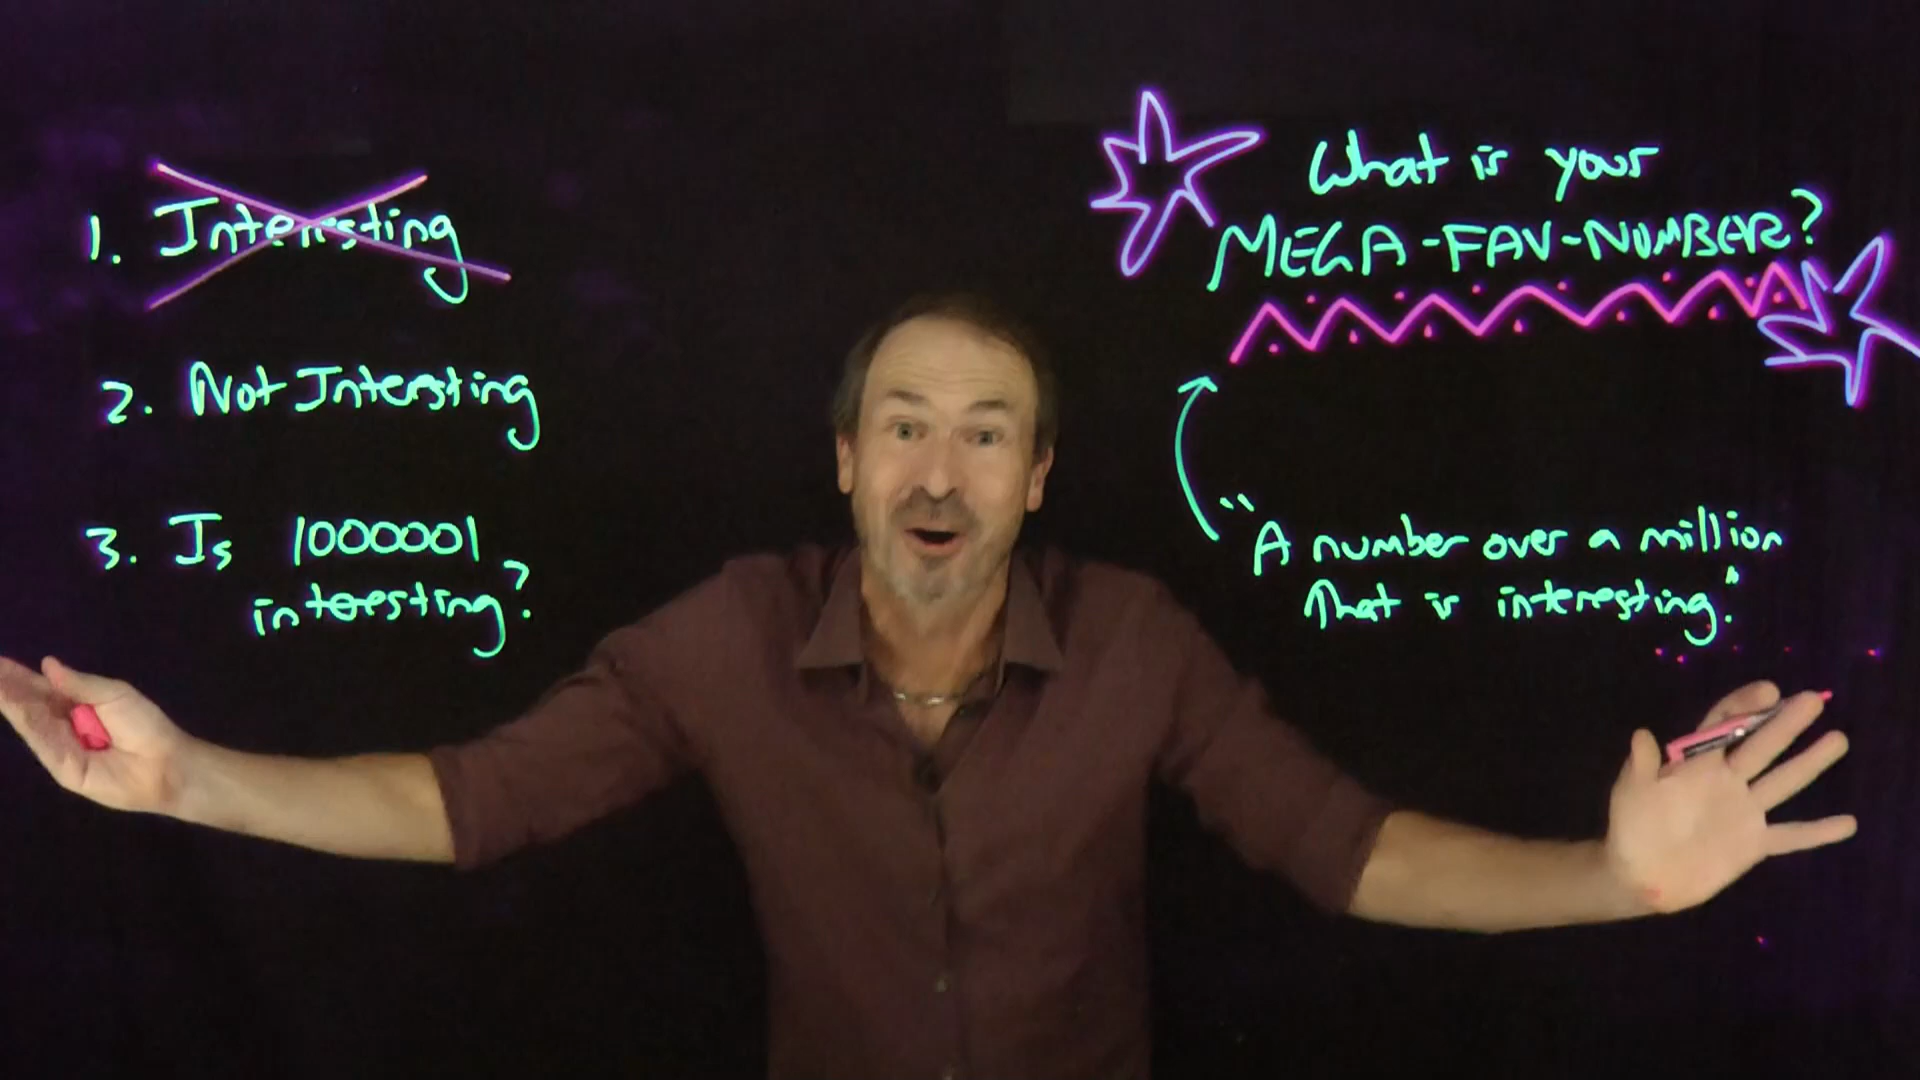 1. Interesting
2. Not Intersting
3. Is 1000001
interesting?
What is your
MEGA-FAV-NUMBER?
"A number over a million
that is interesting."